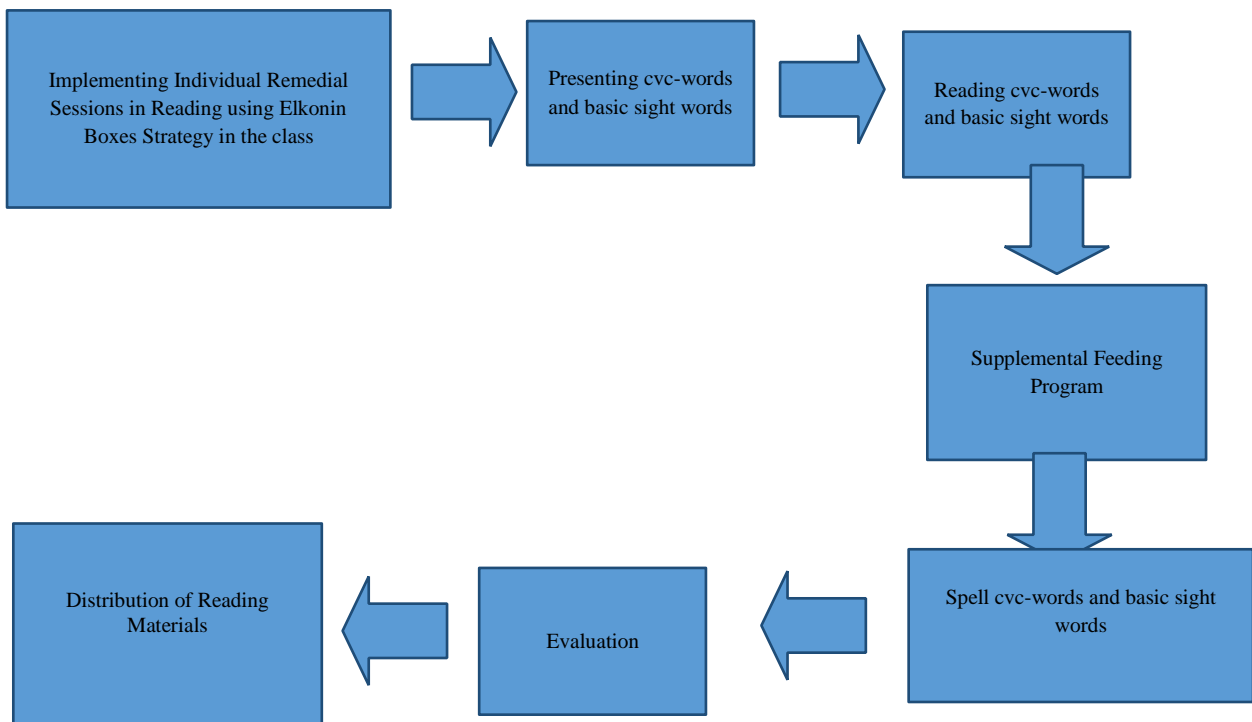 Implementing Individual Remedial
Sessions in Reading using Elkonin
Boxes Strategy in the class
Presenting cvc-words
and basic sight words
Reading cvc-words
and basic sight words
Supplemental Feeding
Program
Spell cvc-words and basic sight
words
Evaluation
Distribution of Reading
Materials